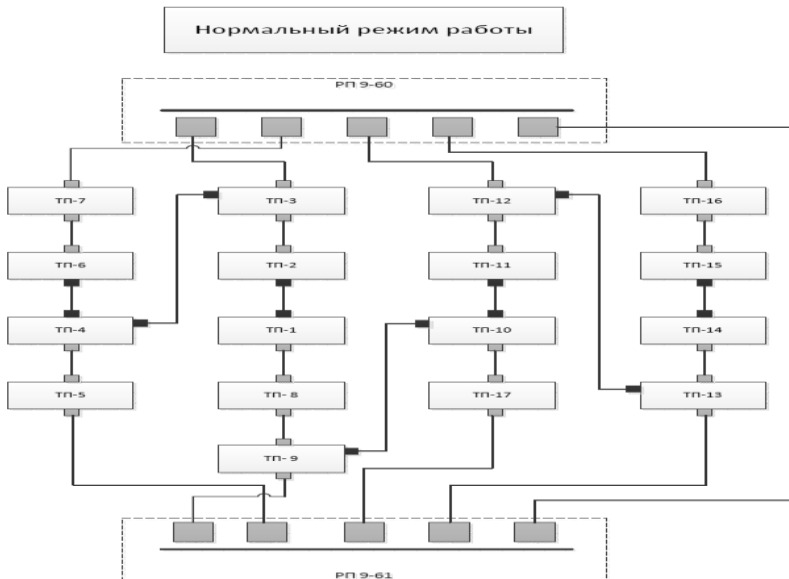 Нормальный режим работы
РП 9-60
ТП-7
ТП-3
ТП-12
ТП-16
ТП-6
ТП-2
ТП-11
ТП-15
ТП-4
ТП-1
ТП-10
ТП-14
ТП-5
ТП- 8
ТП-17
ТП-13
ТП- 9
РП 9-61